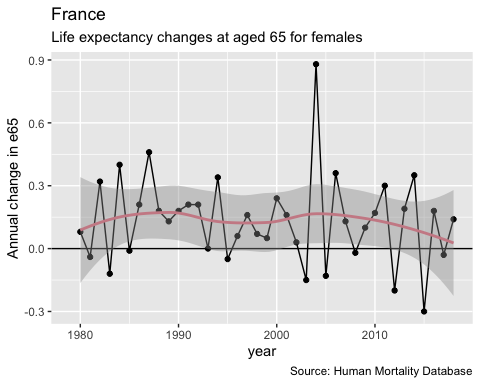 France
Life expectancy changes at aged 65 for females
Annual change in e65
0.9
0.6
0.3
0.0
-0.3
1980 1990 2000 2010
year
Source: Human Mortality Database